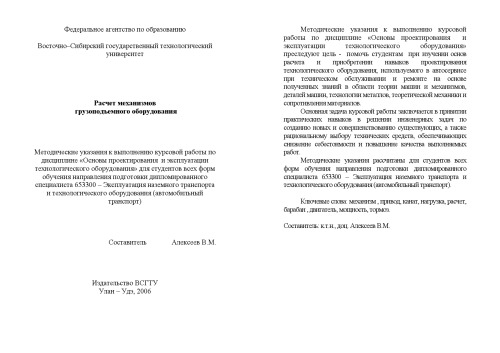 Федеральное агентство по образованию
Восточно–Сибирский государственный технологический
университет
Расчет механизмов
грузоподъемного оборудования
Методические указания к выполнению курсовой работы по
дисциплине «Основы проектирования и эксплуатации
технологического оборудования» для студентов всех форм
обучения направления подготовки дипломированного
специалиста 653300 – Эксплуатация наземного транспорта
и технологического оборудования (автомобильный
транспорт)
Составитель Алексеев В.М.
Издательство ВСГТУ
Улан – Удэ, 2006
Методические указания к выполнению курсовой
работы по дисциплине «Основы проектирования и
эксплуатации технологического оборудования»
преследуют цель - помочь студентам при изучении основ
расчета и приобретении навыков проектирования
технологического оборудования, используемого в автосервисе
при техническом обслуживании и ремонте на основе
полученных знаний в области теории машин и механизмов,
деталей машин, технологии металлов, теоретической механики и
сопротивления материалов.
Основная задача курсовой работы заключается в привитии
практических навыков в решении инженерных задач по
созданию новых и совершенствованию существующих, а также
рациональному выбору технических средств, обеспечивающих
снижение себестоимости и повышение качества выполняемых
работ.
Методические указания рассчитаны для студентов всех
форм обучения направления подготовки дипломированного
специалиста 653300 – Эксплуатация наземного транспорта и
технологического оборудования (автомобильный транспорт).
Ключевые слова: механизм , привод, канат, нагрузка, расчет,
барабан , двигатель, мощность, тормоз.
Составитель: к.т.н., доц. Алексеев В.М.